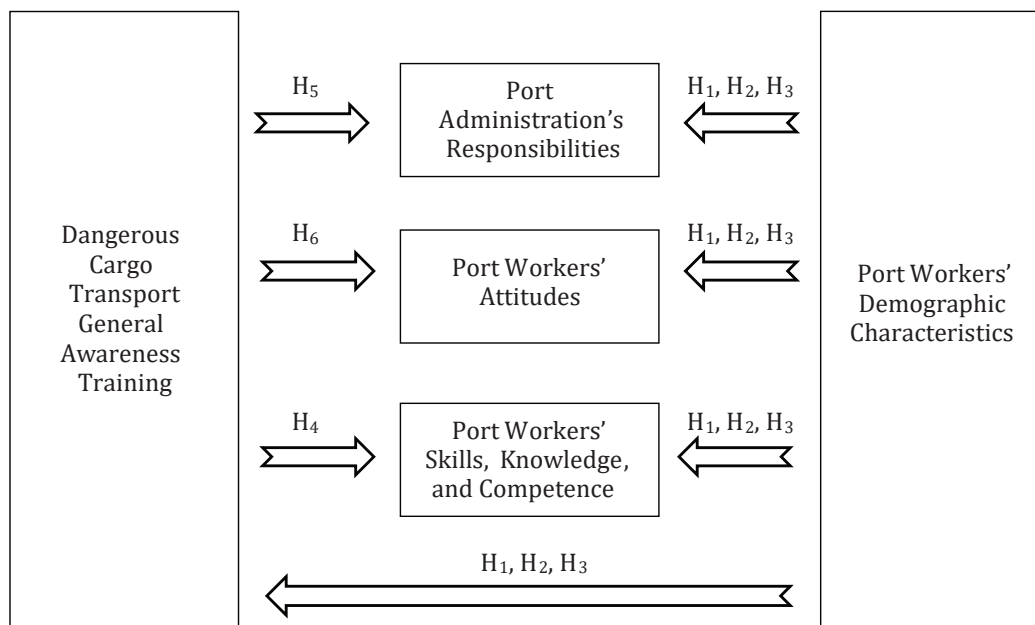 H5
Port
Administration’s
Responsibilities
H1, H2, H3
Dangerous
Cargo
Transport
General
Awareness
Training
H6
Port Workers’
Attitudes
H1, H2, H3
Port Workers’
Demographic
Characteristics
H4
Port Workers’
Skills, Knowledge,
and Competence
H1, H2, H3
H1, H2, H3